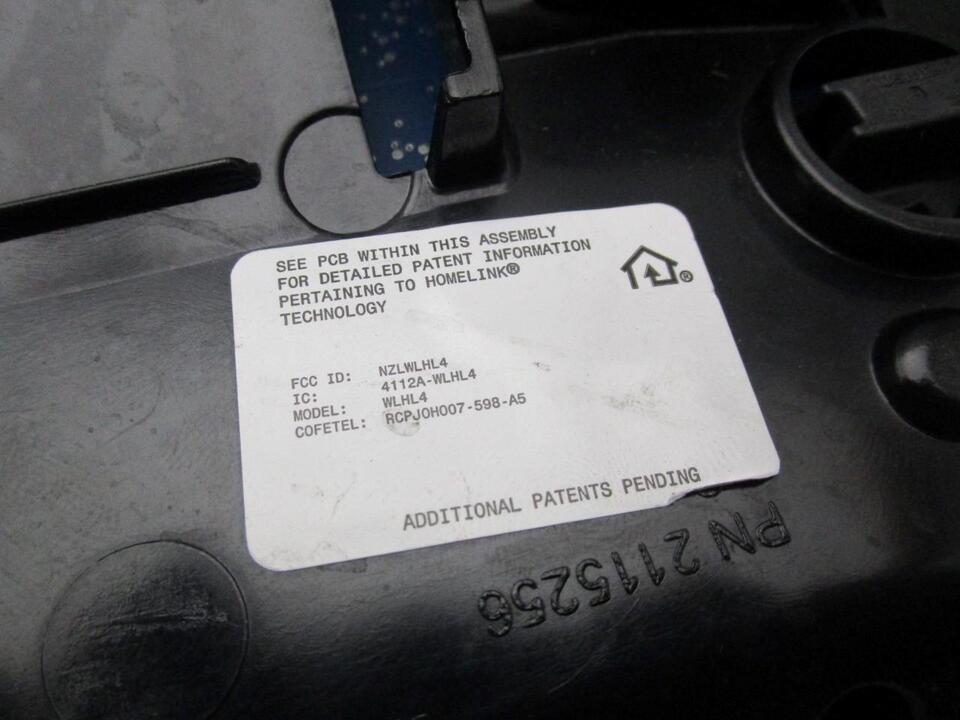 SEE PCB WITHIN THIS ASSEMBLY
FOR DETAILED PATENT INFORMATION
PERTAINING TO HOMELINK®
TECHNOLOGY
®
FCC ID: NZLWLHL4
IC: 4112A-WLHL4
MODEL: WLHL4
COFETEL: RCPJOH007-598-A5
ADDITIONAL PATENTS PENDING
PN 2115256